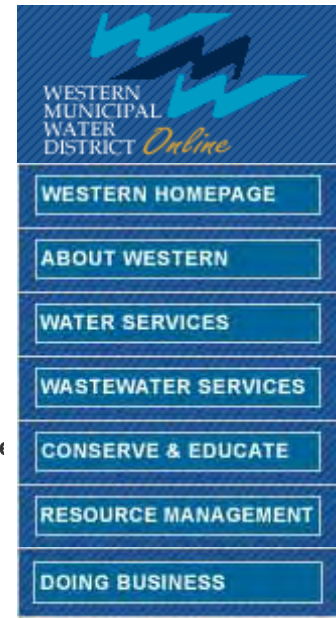 WESTERN
MUNICIPAL
WATER
DISTRICT Online
WESTERN HOMEPAGE
ABOUT WESTERN
WATER SERVICES
WASTEWATER SERVICES
CONSERVE & EDUCATE
RESOURCE MANAGEMENT
DOING BUSINESS